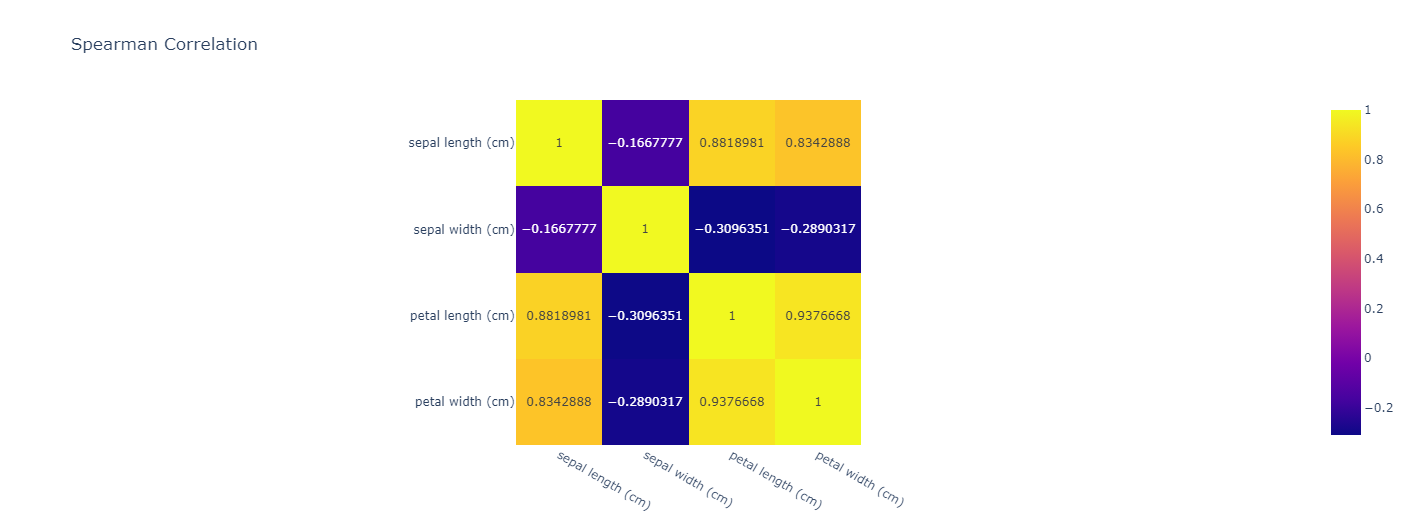 Spearman Correlation
sepal length (cm) 1 −0.1667777 0.8818981 0.8342888
sepal width (cm) −0.1667777 1 −0.3096351 −0.2890317
petal length (cm) 0.8818981 −0.3096351 1 0.9376668
petal width (cm) 0.8342888 −0.2890317 0.9376668 1
sepal length (cm) sepal width (cm) petal length (cm) petal width (cm)
1
0.8
0.6
0.4
0.2
0
−0.2